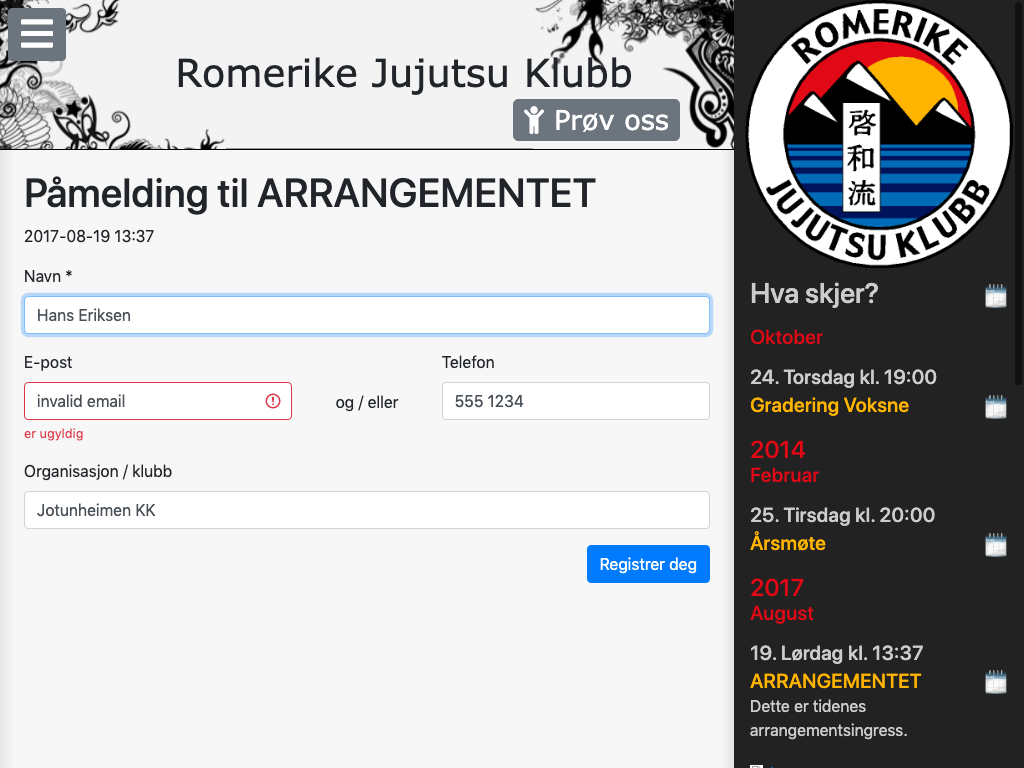 Romerike Jujutsu Klubb
Prøv oss
Påmelding til ARRANGEMENTET
2017-08-19 13:37
Navn *
Hans Eriksen
E-post
Telefon
invalid email
og / eller
555 1234
er ugyldig
Organisasjon / klubb
Jotunheimen KK
Registrer deg
ROMERIKE
啓和流
JUJUTSU KLUBB
Hva skjer?
Oktober
24. Torsdag kl. 19:00
Gradering Voksne
2014
Februar
25. Tirsdag kl. 20:00
Årsmøte
2017
August
19. Lørdag kl. 13:37
ARRANGEMENTET
Dette er tidenes
arrangementsingress.